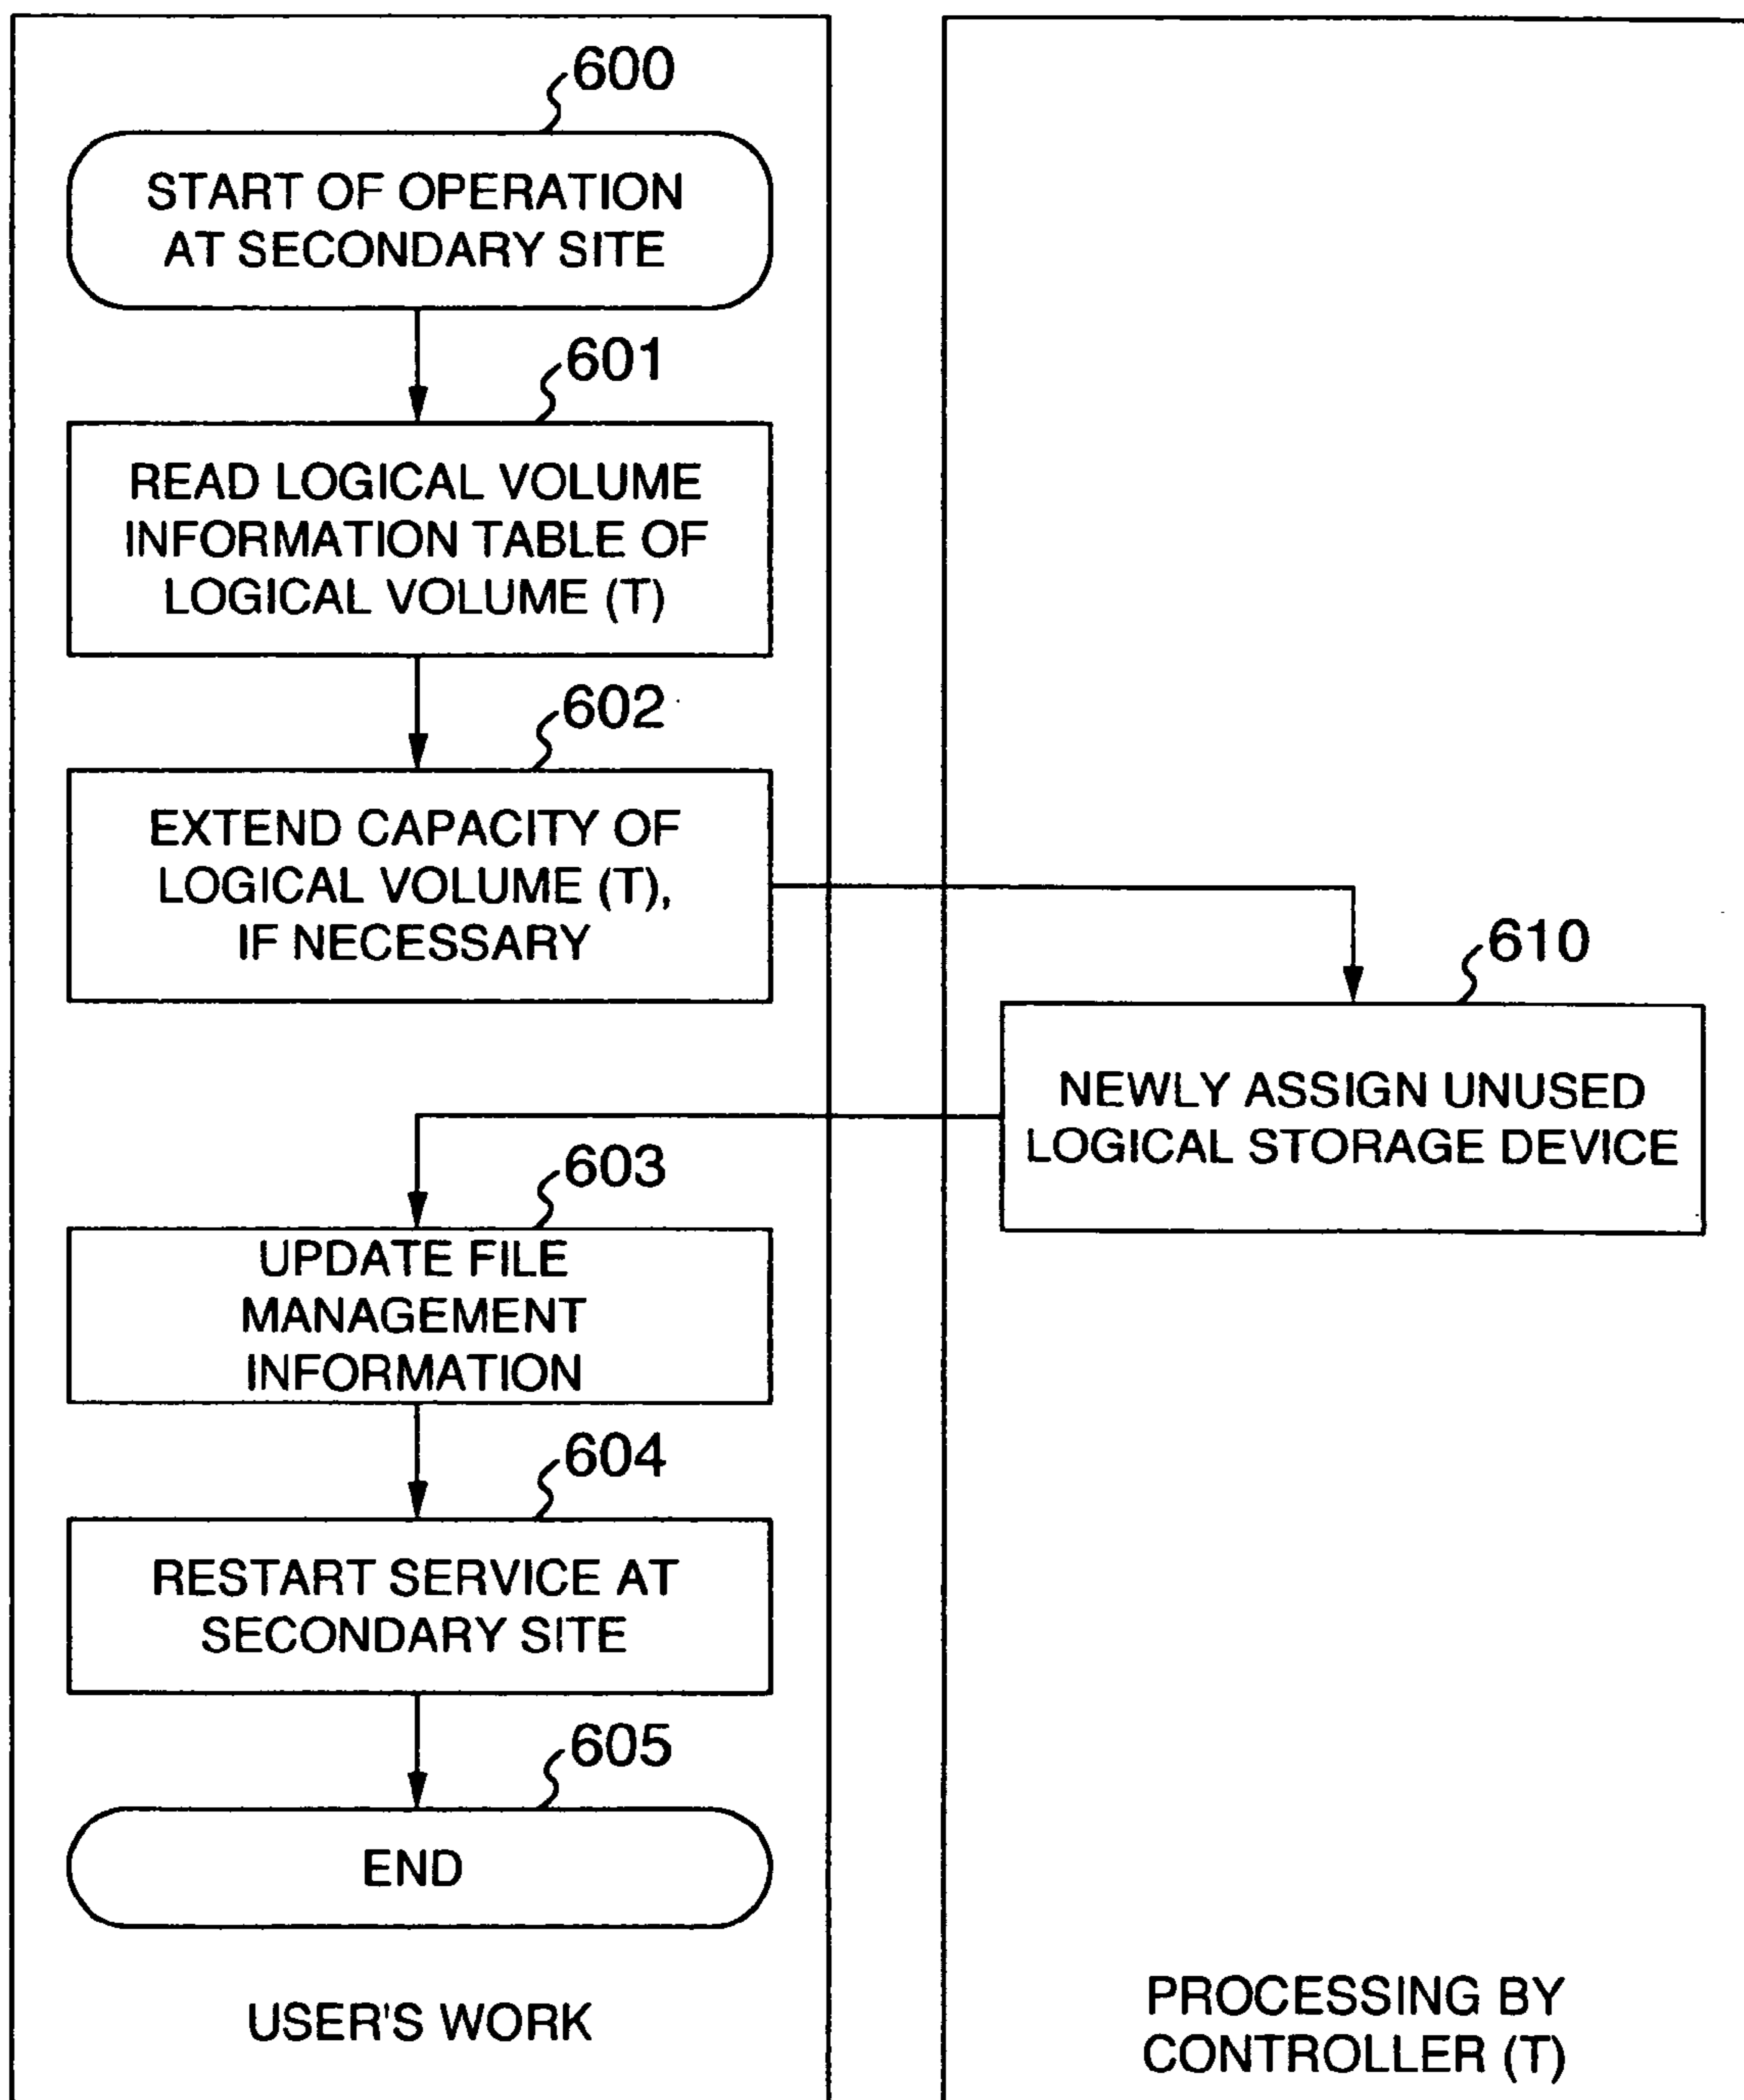 600
START OF OPERATION
AT SECONDARY SITE
601
READ LOGICAL VOLUME
INFORMATION TABLE OF
LOGICAL VOLUME (T)
602
EXTEND CAPACITY OF
LOGICAL VOLUME (T),
IF NECESSARY
610
NEWLY ASSIGN UNUSED
LOGICAL STORAGE DEVICE
603
UPDATE FILE
MANAGEMENT
INFORMATION
604
RESTART SERVICE AT
SECONDARY SITE
605
END
USER'S WORK
PROCESSING BY
CONTROLLER (T)